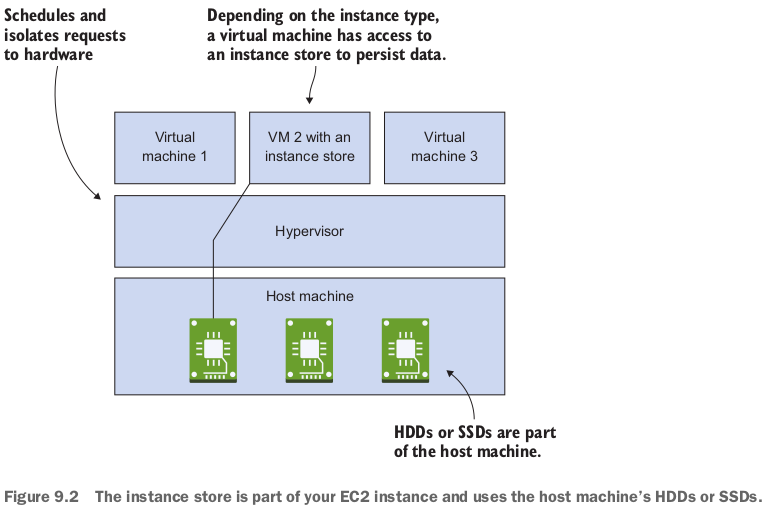 Schedules and
isolates requests
to hardware
Depending on the instance type,
a virtual machine has access to
an instance store to persist data.
Virtual
machine 1
VM 2 with an
instance store
Virtual
machine 3
Hypervisor
Host machine
HDDs or SSDs are part
of the host machine.
Figure 9.2 The instance store is part of your EC2 instance and uses the host machine's HDDs or SSDs.